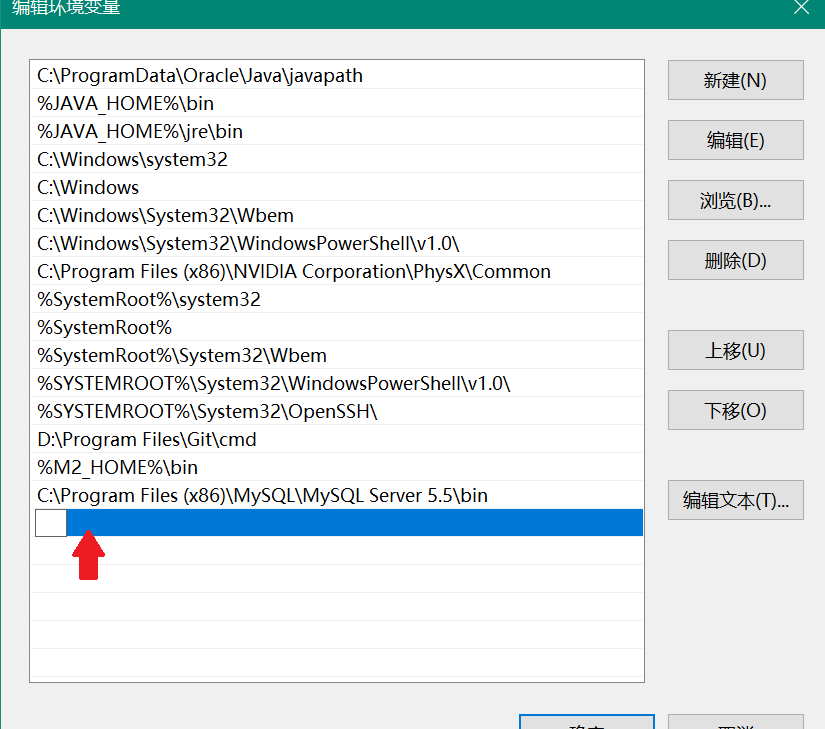 编辑环境变量
C:\ProgramData\Oracle\Java\javapath
%JAVA_HOME%\bin
%JAVA_HOME%\jre\bin
C:\Windows\system32
C:\Windows
C:\Windows\System32\Wbem
C:\Windows\System32\WindowsPowerShell\v1.0\
C:\Program Files (x86)\NVIDIA Corporation\PhysX\Common
%SystemRoot%\system32
%SystemRoot%
%SystemRoot%\System32\Wbem
%SYSTEMROOT%\System32\WindowsPowerShell\v1.0\
%SYSTEMROOT%\System32\OpenSSH\
D:\Program Files\Git\cmd
%M2_HOME%\bin
C:\Program Files (x86)\MySQL\MySQL Server 5.5\bin
新建(N)
编辑(E)
浏览(B)...
删除(D)
上移(U)
下移(O)
编辑文本(T)...
确定
取消